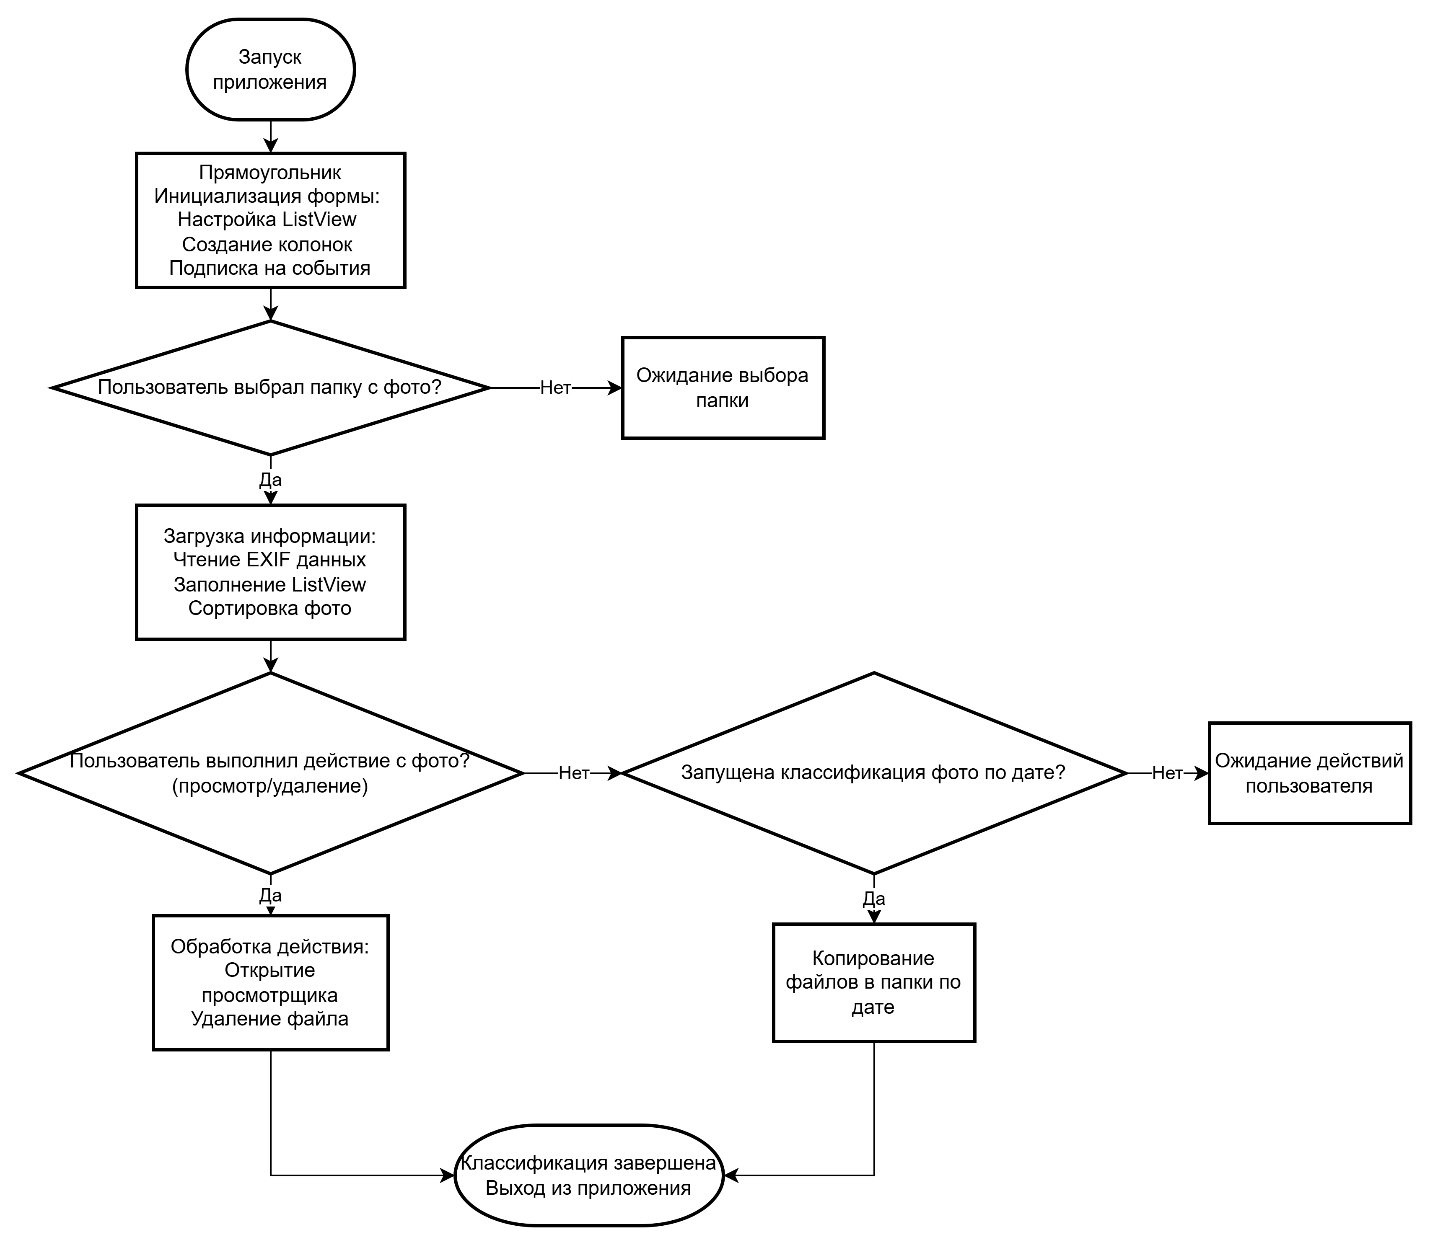 Запуск
приложения
Прямоугольник
Инициализация формы:
Настройка ListView
Создание колонок
Подписка на события
Пользователь выбрал папку с фото?
Нет
Ожидание выбора
папки
Да
Загрузка информации:
Чтение EXIF данных
Заполнение ListView
Сортировка фото
Пользователь выполнил действие с фото?
(просмотр/удаление)
Нет
Запущена классификация фото по дате?
Нет
Ожидание действий
пользователя
Да
Обработка действия:
Открытие
просмотрщика
Удаление файла
Да
Копирование
файлов в папки по
дате
Классификация завершена
Выход из приложения